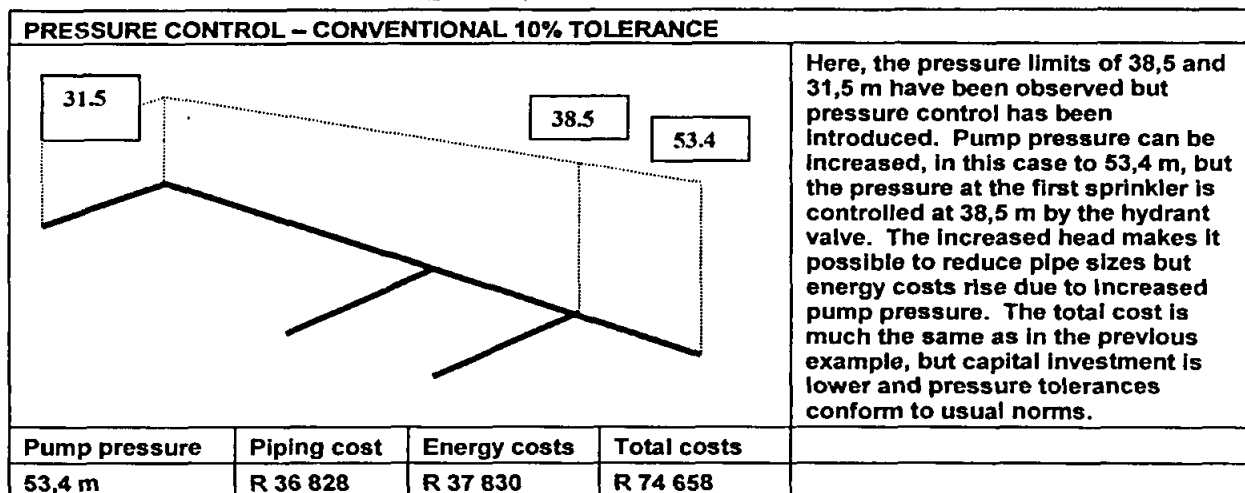 PRESSURE CONTROL – CONVENTIONAL 10% TOLERANCE
31.5
38.5
53.4
Here, the pressure limits of 38,5 and
31,5 m have been observed but
pressure control has been
introduced. Pump pressure can be
increased, in this case to 53,4 m, but
the pressure at the first sprinkler is
controlled at 38,5 m by the hydrant
valve. The increased head makes it
possible to reduce pipe sizes but
energy costs rise due to increased
pump pressure. The total cost is
much the same as in the previous
example, but capital investment is
lower and pressure tolerances
conform to usual norms.
Pump pressure Piping cost Energy costs Total costs
53,4 m R 36 828 R 37 830 R 74 658